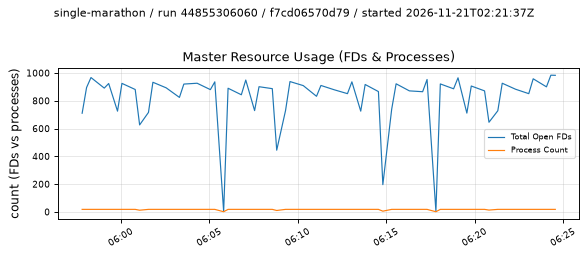 single-marathon / run 44855306060 / f7cd06570d79 / started 2026-11-21T02:21:37Z
Master Resource Usage (FDs & Processes)
count (FDs vs processes)
1000
800
600
400
200
0
Total Open FDs
Process Count
06:00
06:05
06:10
06:15
06:20
06:25